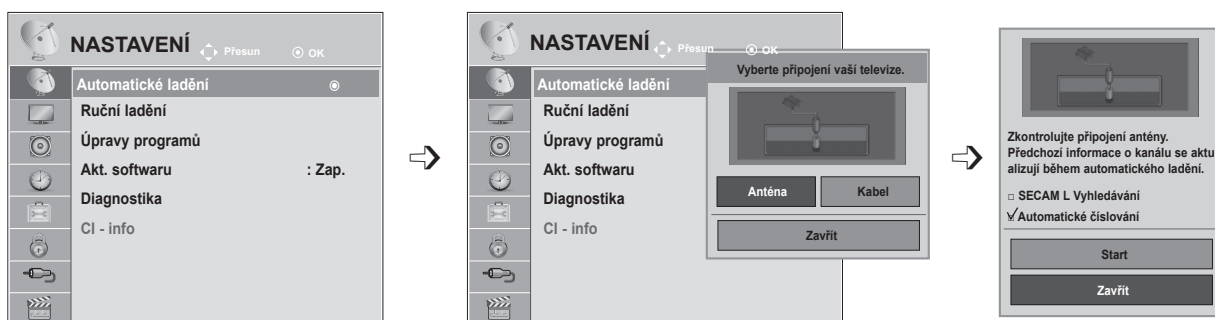 NASTAVENÍ Přesun OK
Automatické ladění
Ruční ladění
Úpravy programů
Akt. softwaru : Zap.
Diagnostika
CI - info
NASTAVENÍ Přesun OK
Automatické ladění
Ruční ladění
Úpravy programů
Akt. softwaru
Diagnostika
CI - info
Vyberte připojení vaší televize.
Anténa Kabel
Zavřít
Zkontrolujte připojení antény.
Předchozí informace o kanálu se aktu
alizují během automatického ladění.
SECAM L Vyhledávání
Automatické číslování
Start
Zavřít